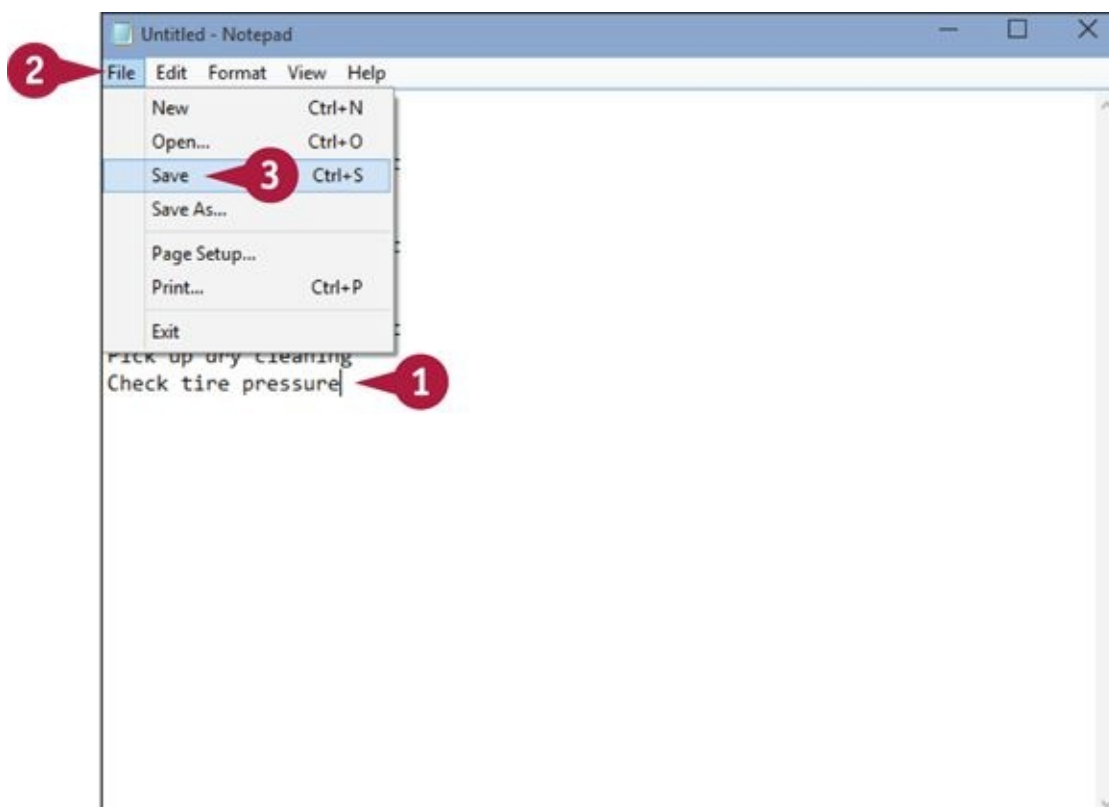 Untitled - Notepad
2
File Edit Format View Help
New Ctrl+N
Open... Ctrl+O
Save 3 Ctrl+S
Save As...
Page Setup...
Print... Ctrl+P
Exit
Pick up dry cleaning
Check tire pressure 1